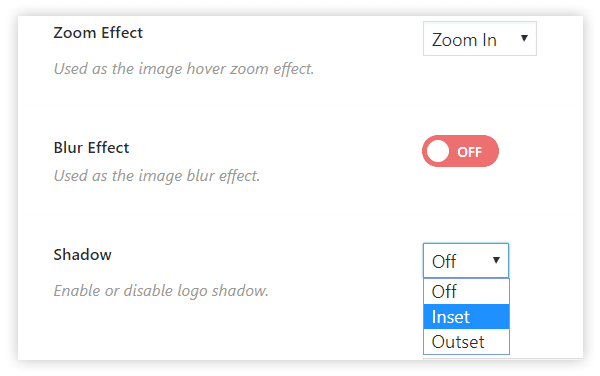 Zoom Effect
Zoom In
Used as the image hover zoom effect.
Blur Effect
OFF
Used as the image blur effect.
Shadow
Off
Enable or disable logo shadow.
Off
Inset
Outset